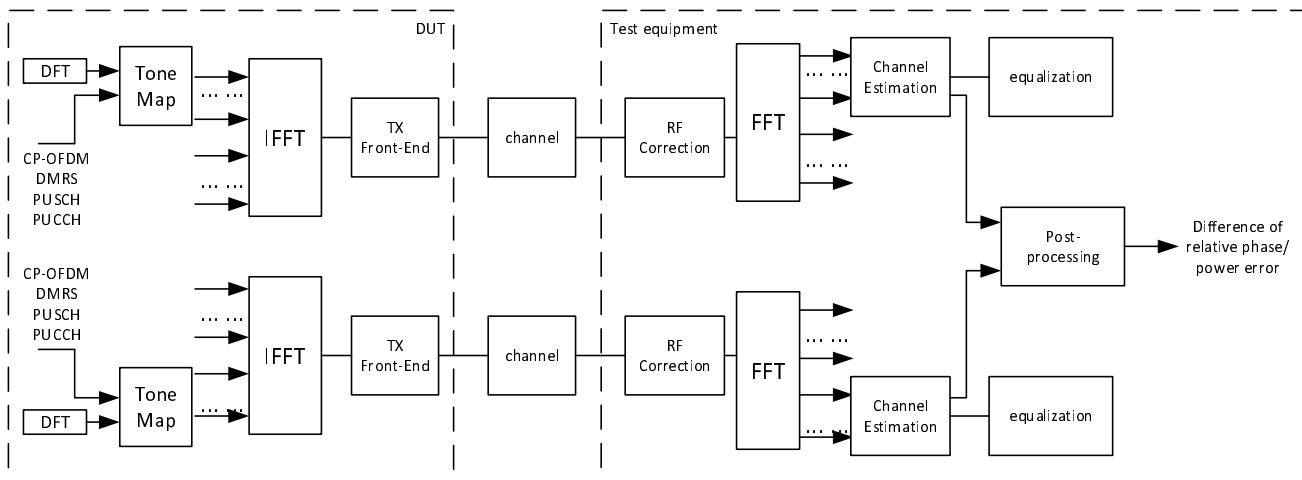 DUT
Test equipment
DFT
Tone
Map
... ...
... ...
CP-OFDM
DMRS
PUSCH
PUCCH
IFFT
TX
Front-End
channel
RF
Correction
FFT
... ...
... ...
Channel
Estimation
equalization
Post-
processing
Difference of
relative phase/
power error
CP-OFDM
DMRS
PUSCH
PUCCH
DFT
Tone
Map
... ...
... ...
IFFT
TX
Front-End
channel
RF
Correction
FFT
... ...
... ...
Channel
Estimation
equalization